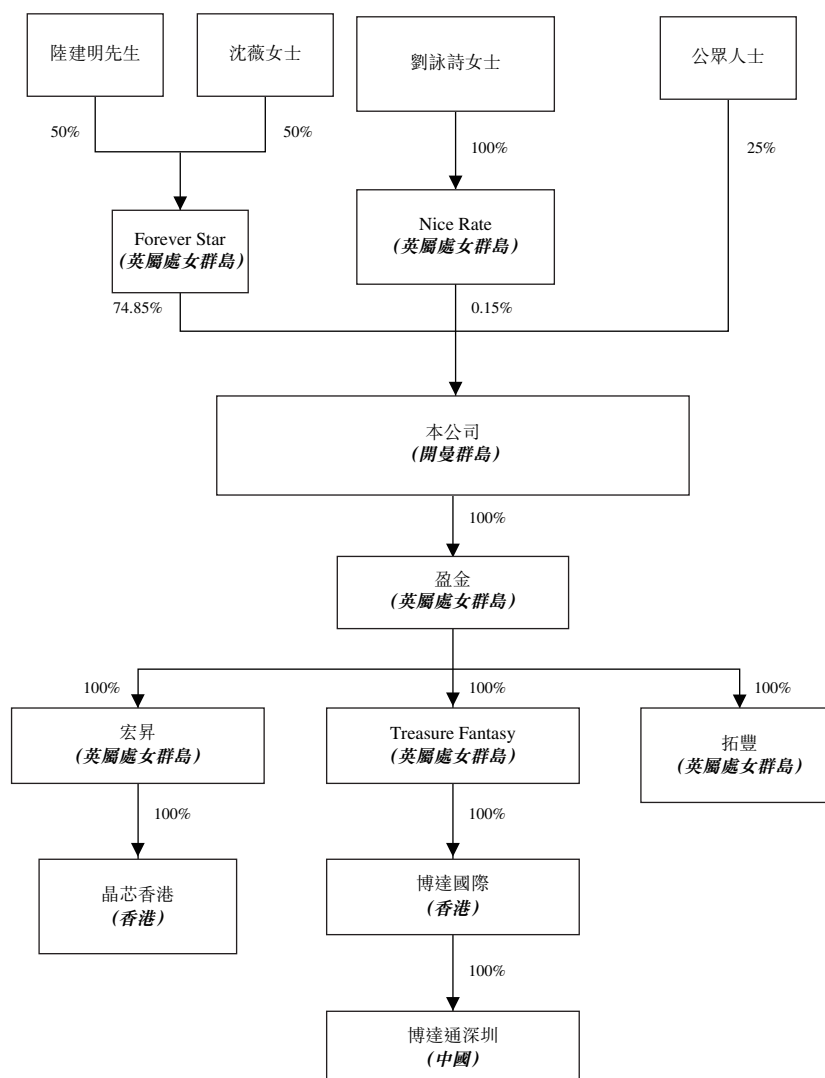 陸建明先生
沈薇女士
劉詠詩女士
公眾人士
50%
50%
100%
25%
Forever Star
(英屬處女群島)
Nice Rate
(英屬處女群島)
74.85%
0.15%
本公司
(開曼群島)
100%
盈金
(英屬處女群島)
100%
100%
100%
宏昇
(英屬處女群島)
Treasure Fantasy
(英屬處女群島)
拓豐
(英屬處女群島)
100%
100%
晶芯香港
(香港)
博達國際
(香港)
100%
博達通深圳
(中國)